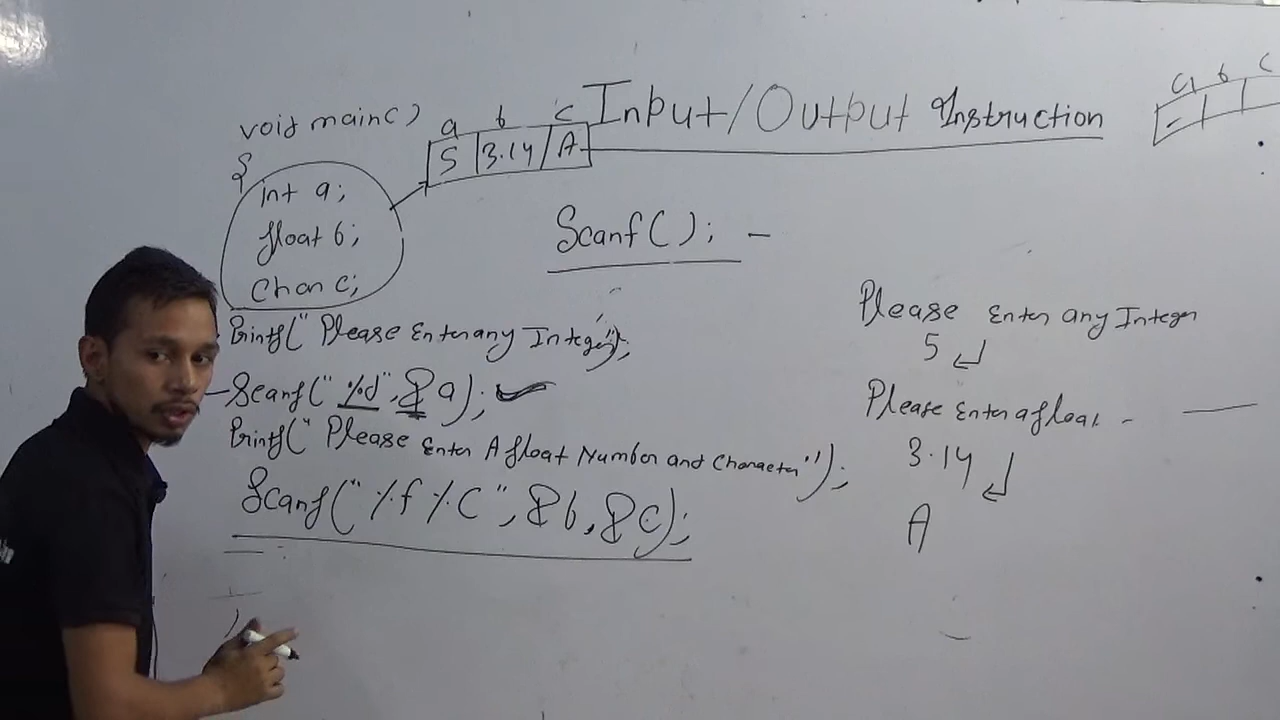 Input/Output Instruction
void main()
{
int a;
float b;
char c;
a b c
5 3.14 A
Scanf(); -
Printf("Please Enter any Integer");
Scanf("%d", &a);
Printf("Please Enter A float Number and Character");
Scanf("%f %c", &b, &c);
a b c
Please Enter any Integer
5
Please Enter a float
3.14
A